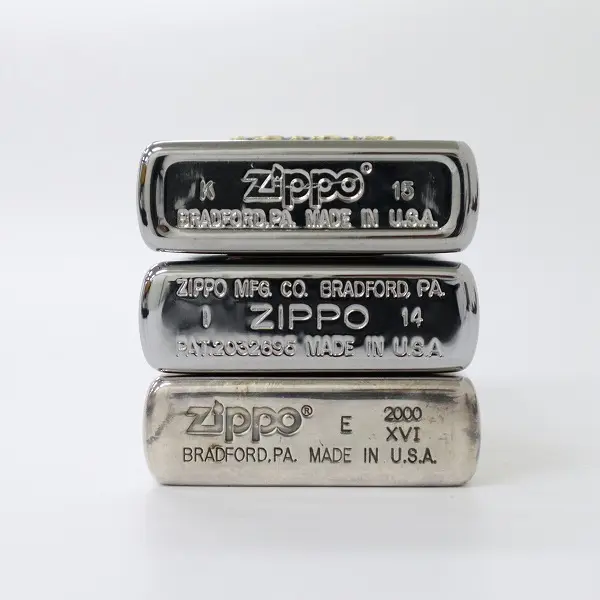 K Zippo® 15
BRADFORD,PA. MADE IN U.S.A.
ZIPPO MFG. CO. BRADFORD, PA.
I ZIPPO 14
PAT.2032695 MADE IN U.S.A
Zippo® E 2000
XVI
BRADFORD,PA. MADE IN U.S.A.